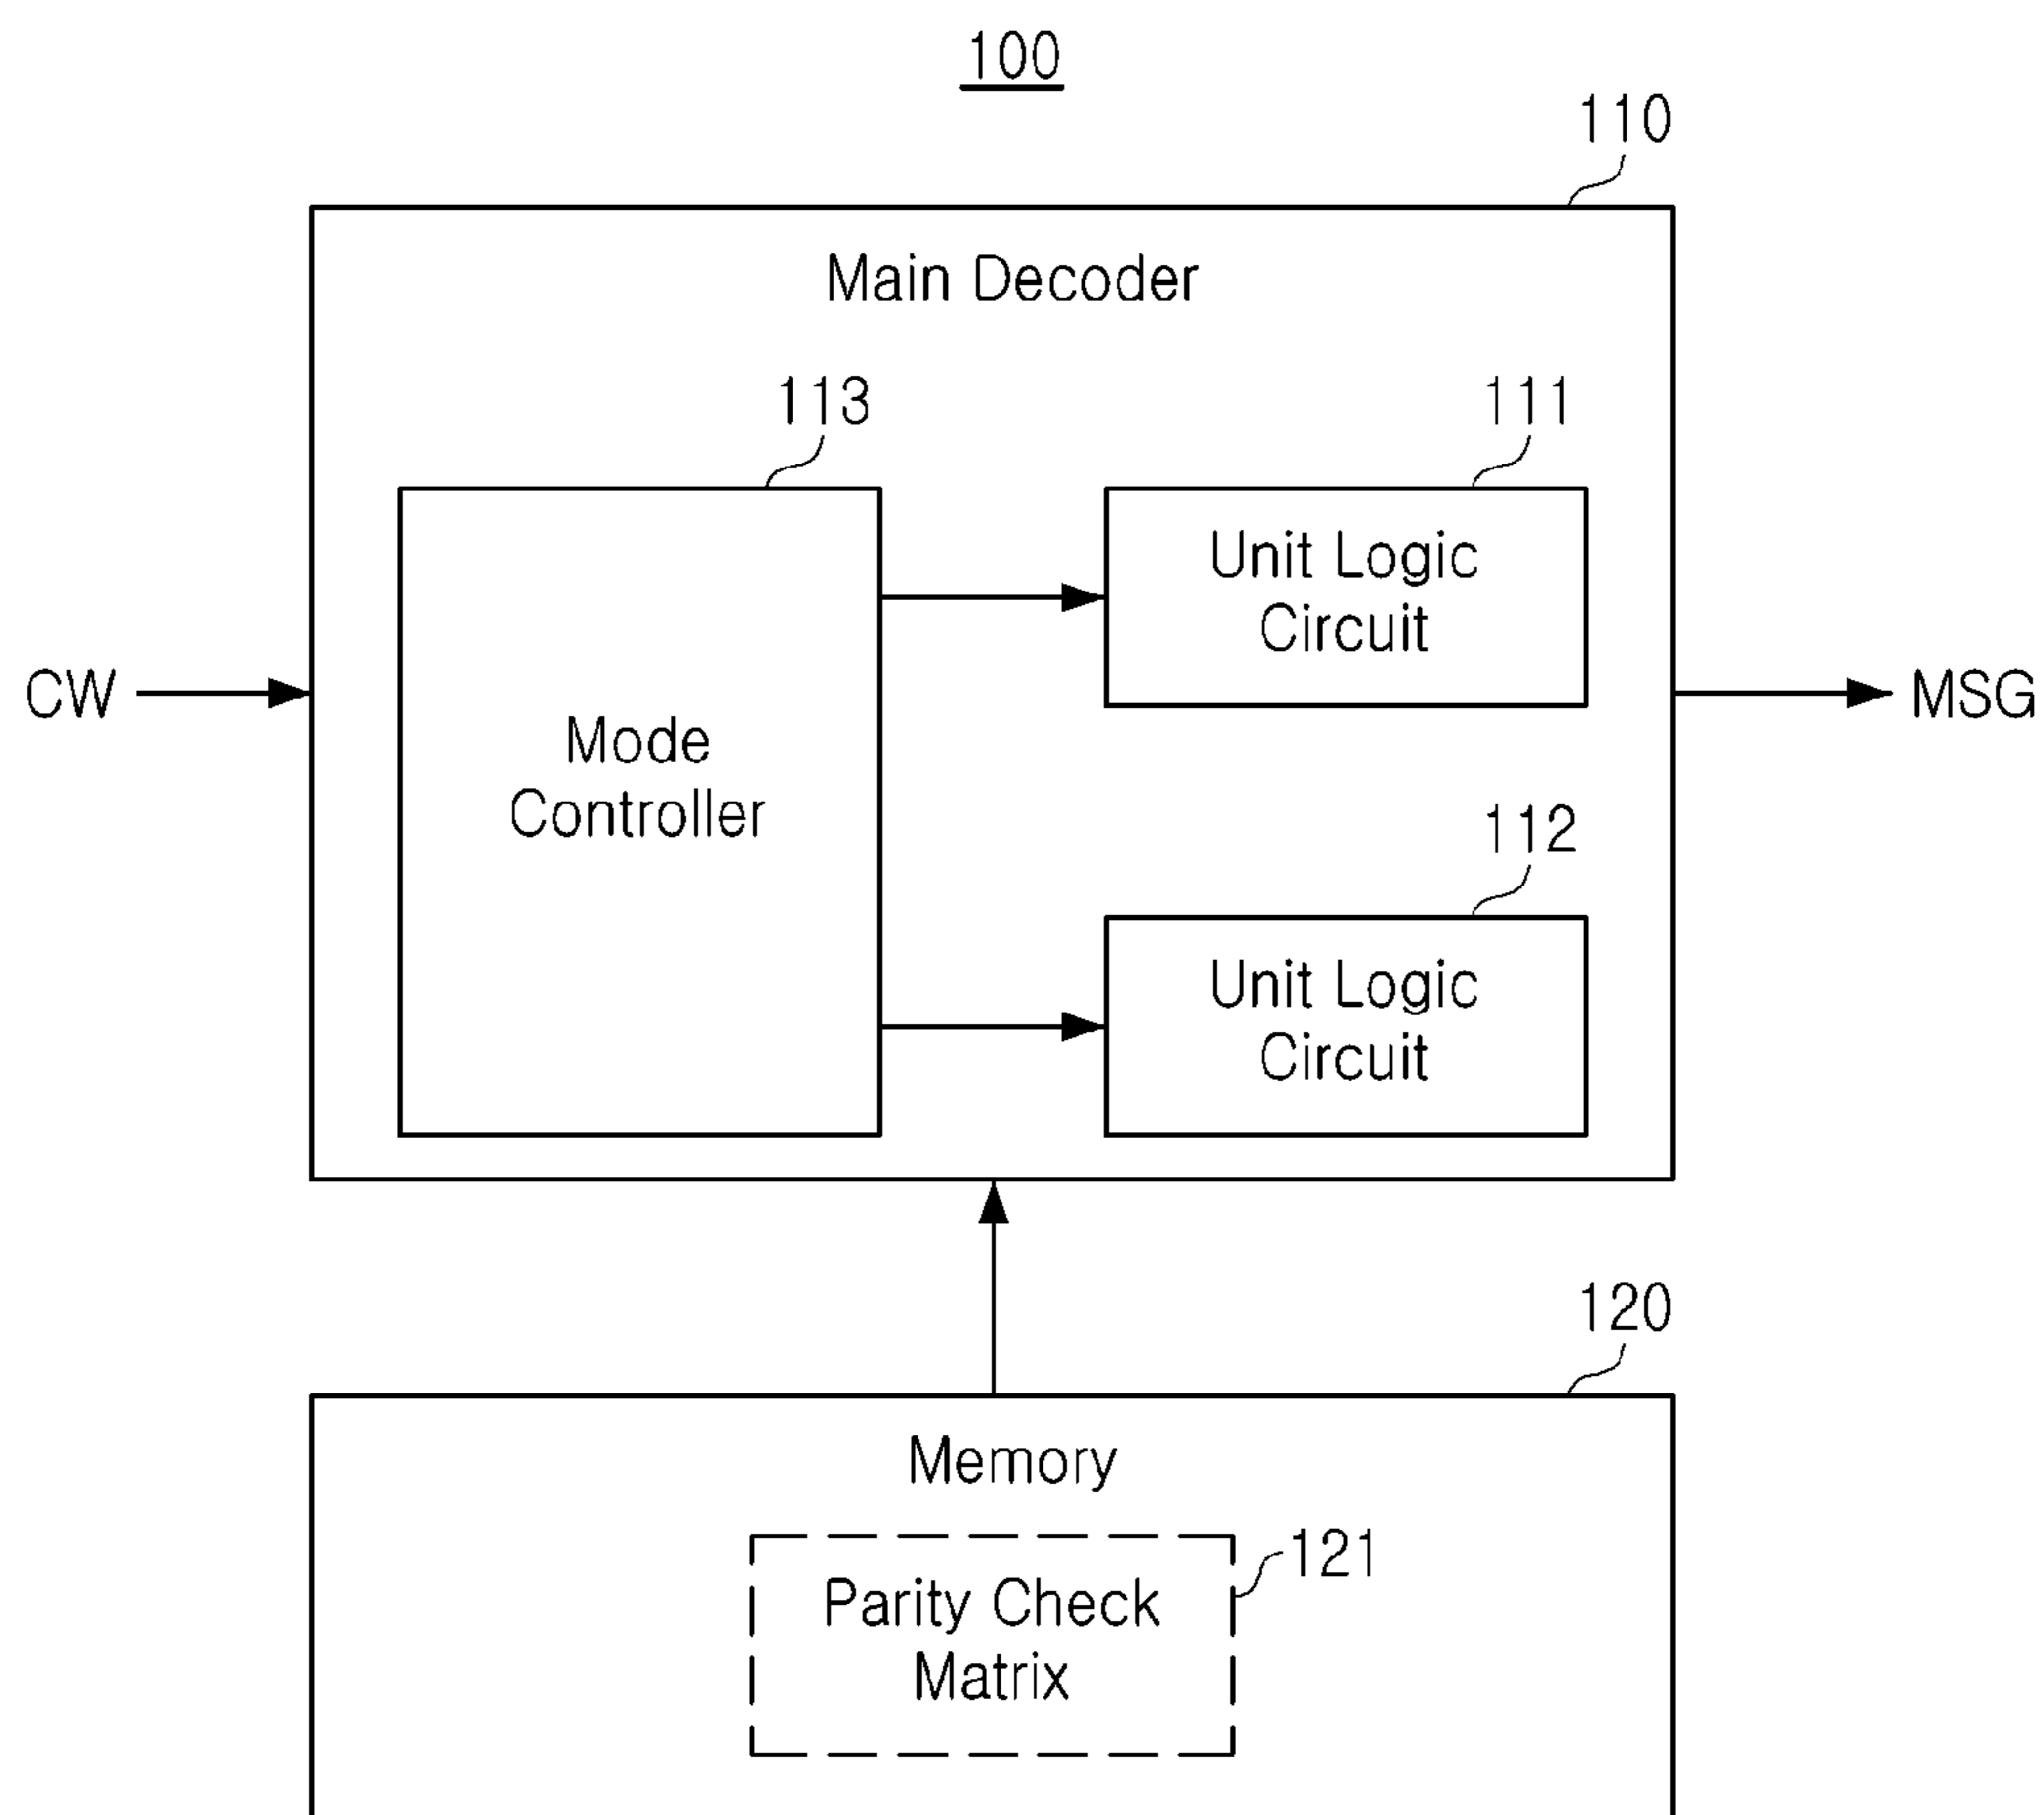 100
110
Main Decoder
113
111
Unit Logic
Circuit
CW
MSG
Mode
Controller
112
Unit Logic
Circuit
120
Memory
121
Parity Check
Matrix